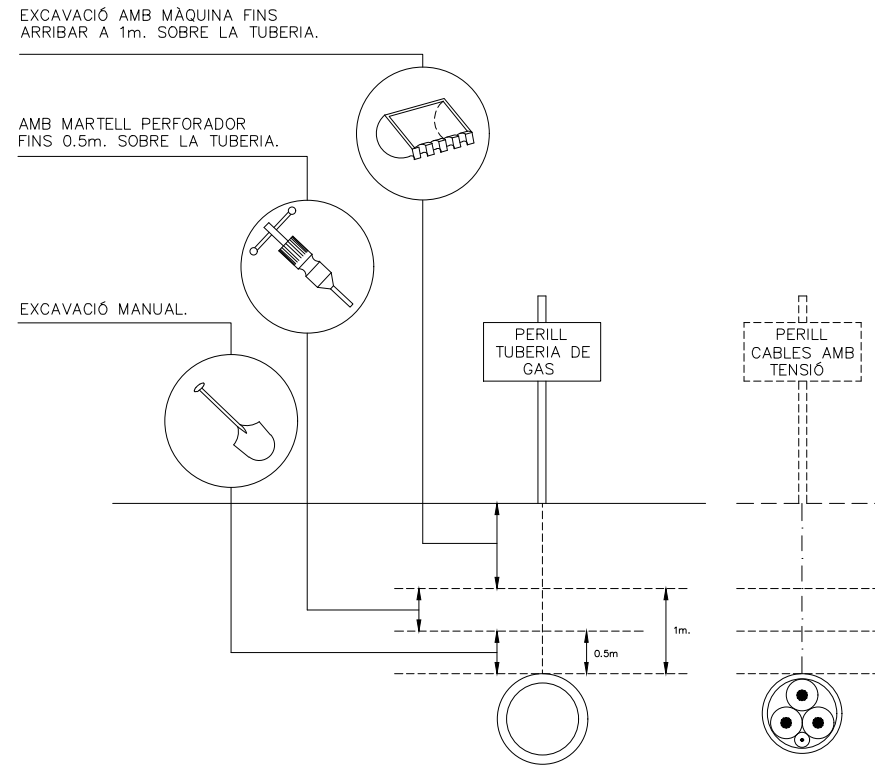 EXCAVACIÓ AMB MÀQUINA FINS
ARRIBAR A 1m. SOBRE LA TUBERIA.
AMB MARTELL PERFORADOR
FINS 0.5m. SOBRE LA TUBERIA.
EXCAVACIÓ MANUAL.
PERILL
TUBERIA DE
GAS
PERILL
CABLES AMB
TENSIÓ
1m.
0.5m